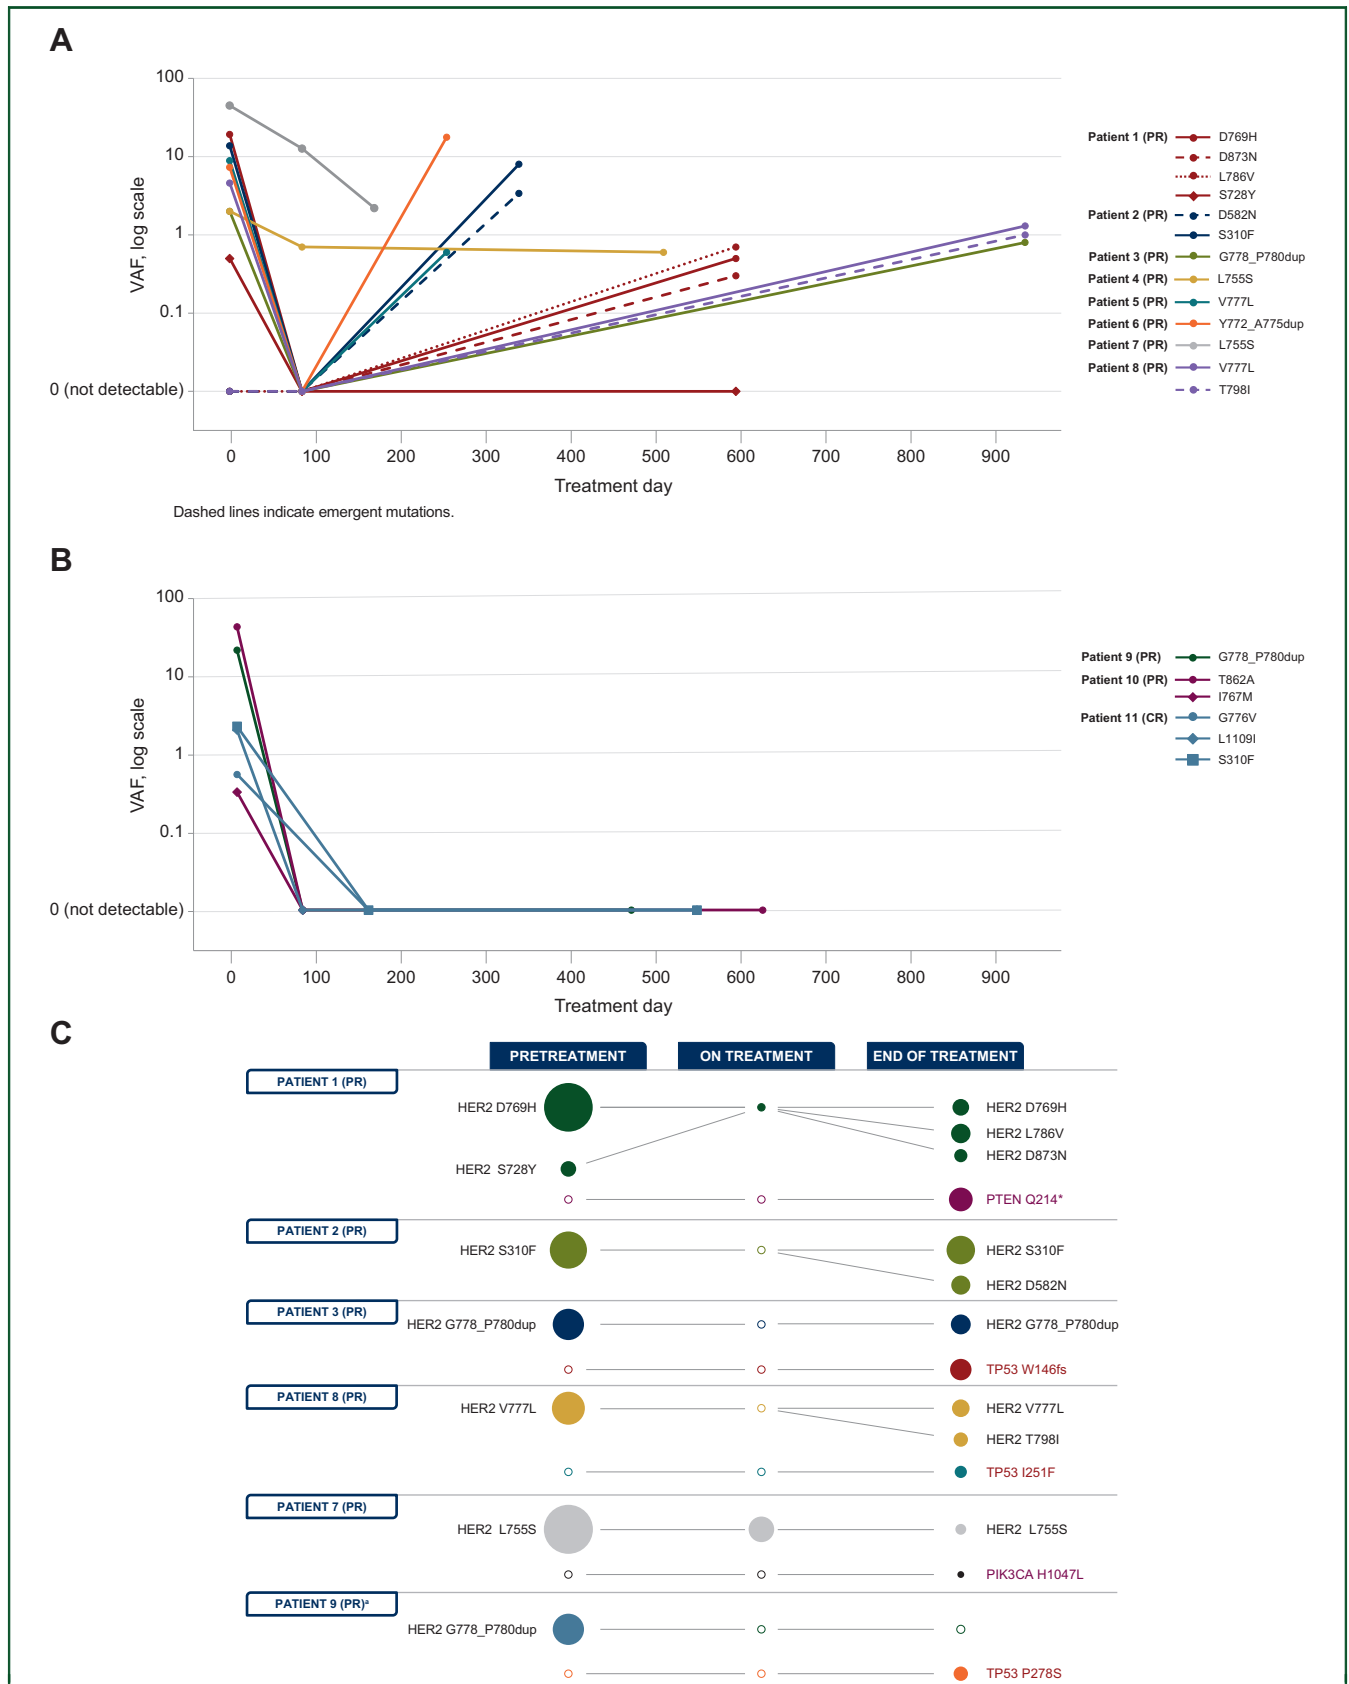 A
100
10
1
0.1
0 (not detectable)
VAF, log scale
0 100 200 300 400 500 600 700 800 900
Treatment day
Dashed lines indicate emergent mutations.
Patient 1 (PR) D769H
D873N
L786V
S728Y
Patient 2 (PR) D582N
S310F
Patient 3 (PR) G778_P780dup
Patient 4 (PR) L755S
Patient 5 (PR) V777L
Patient 6 (PR) Y772_A775dup
Patient 7 (PR) L755S
Patient 8 (PR) V777L
T798I
B
100
10
1
0.1
0 (not detectable)
VAF, log scale
0 100 200 300 400 500 600 700 800 900
Treatment day
Patient 9 (PR) G778_P780dup
Patient 10 (PR) T862A
I767M
Patient 11 (CR) G776V
L1109I
S310F
C
PRETREATMENT ON TREATMENT END OF TREATMENT
PATIENT 1 (PR)
HER2 D769H HER2 D769H
HER2 L786V
HER2 D873N
HER2 S728Y
PTEN Q214*
PATIENT 2 (PR)
HER2 S310F HER2 S310F
HER2 D582N
PATIENT 3 (PR)
HER2 G778_P780dup HER2 G778_P780dup
TP53 W146fs
PATIENT 8 (PR)
HER2 V777L HER2 V777L
HER2 T798I
TP53 I251F
PATIENT 7 (PR)
HER2 L755S HER2 L755S
PIK3CA H1047L
PATIENT 9 (PR)ᵃ
HER2 G778_P780dup
TP53 P278S